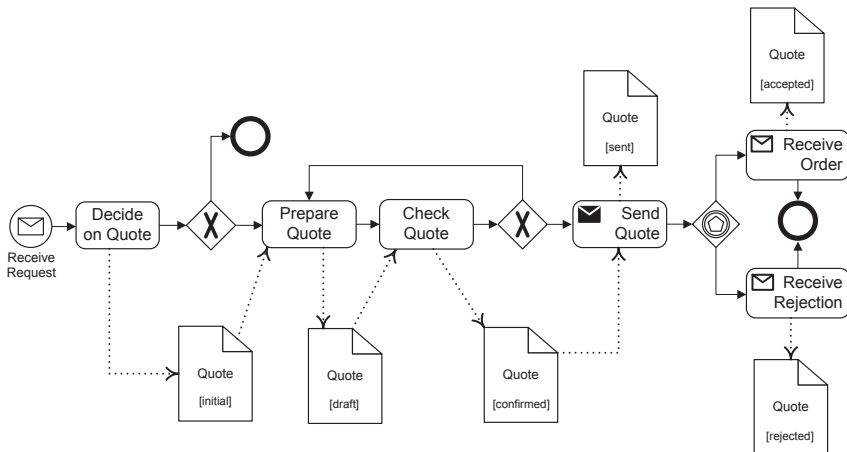 Receive
Request
Decide
on Quote
X
Prepare
Quote
Check
Quote
X
Send
Quote
Receive
Order
Receive
Rejection
Quote
[initial]
Quote
[draft]
Quote
[confirmed]
Quote
[sent]
Quote
[accepted]
Quote
[rejected]